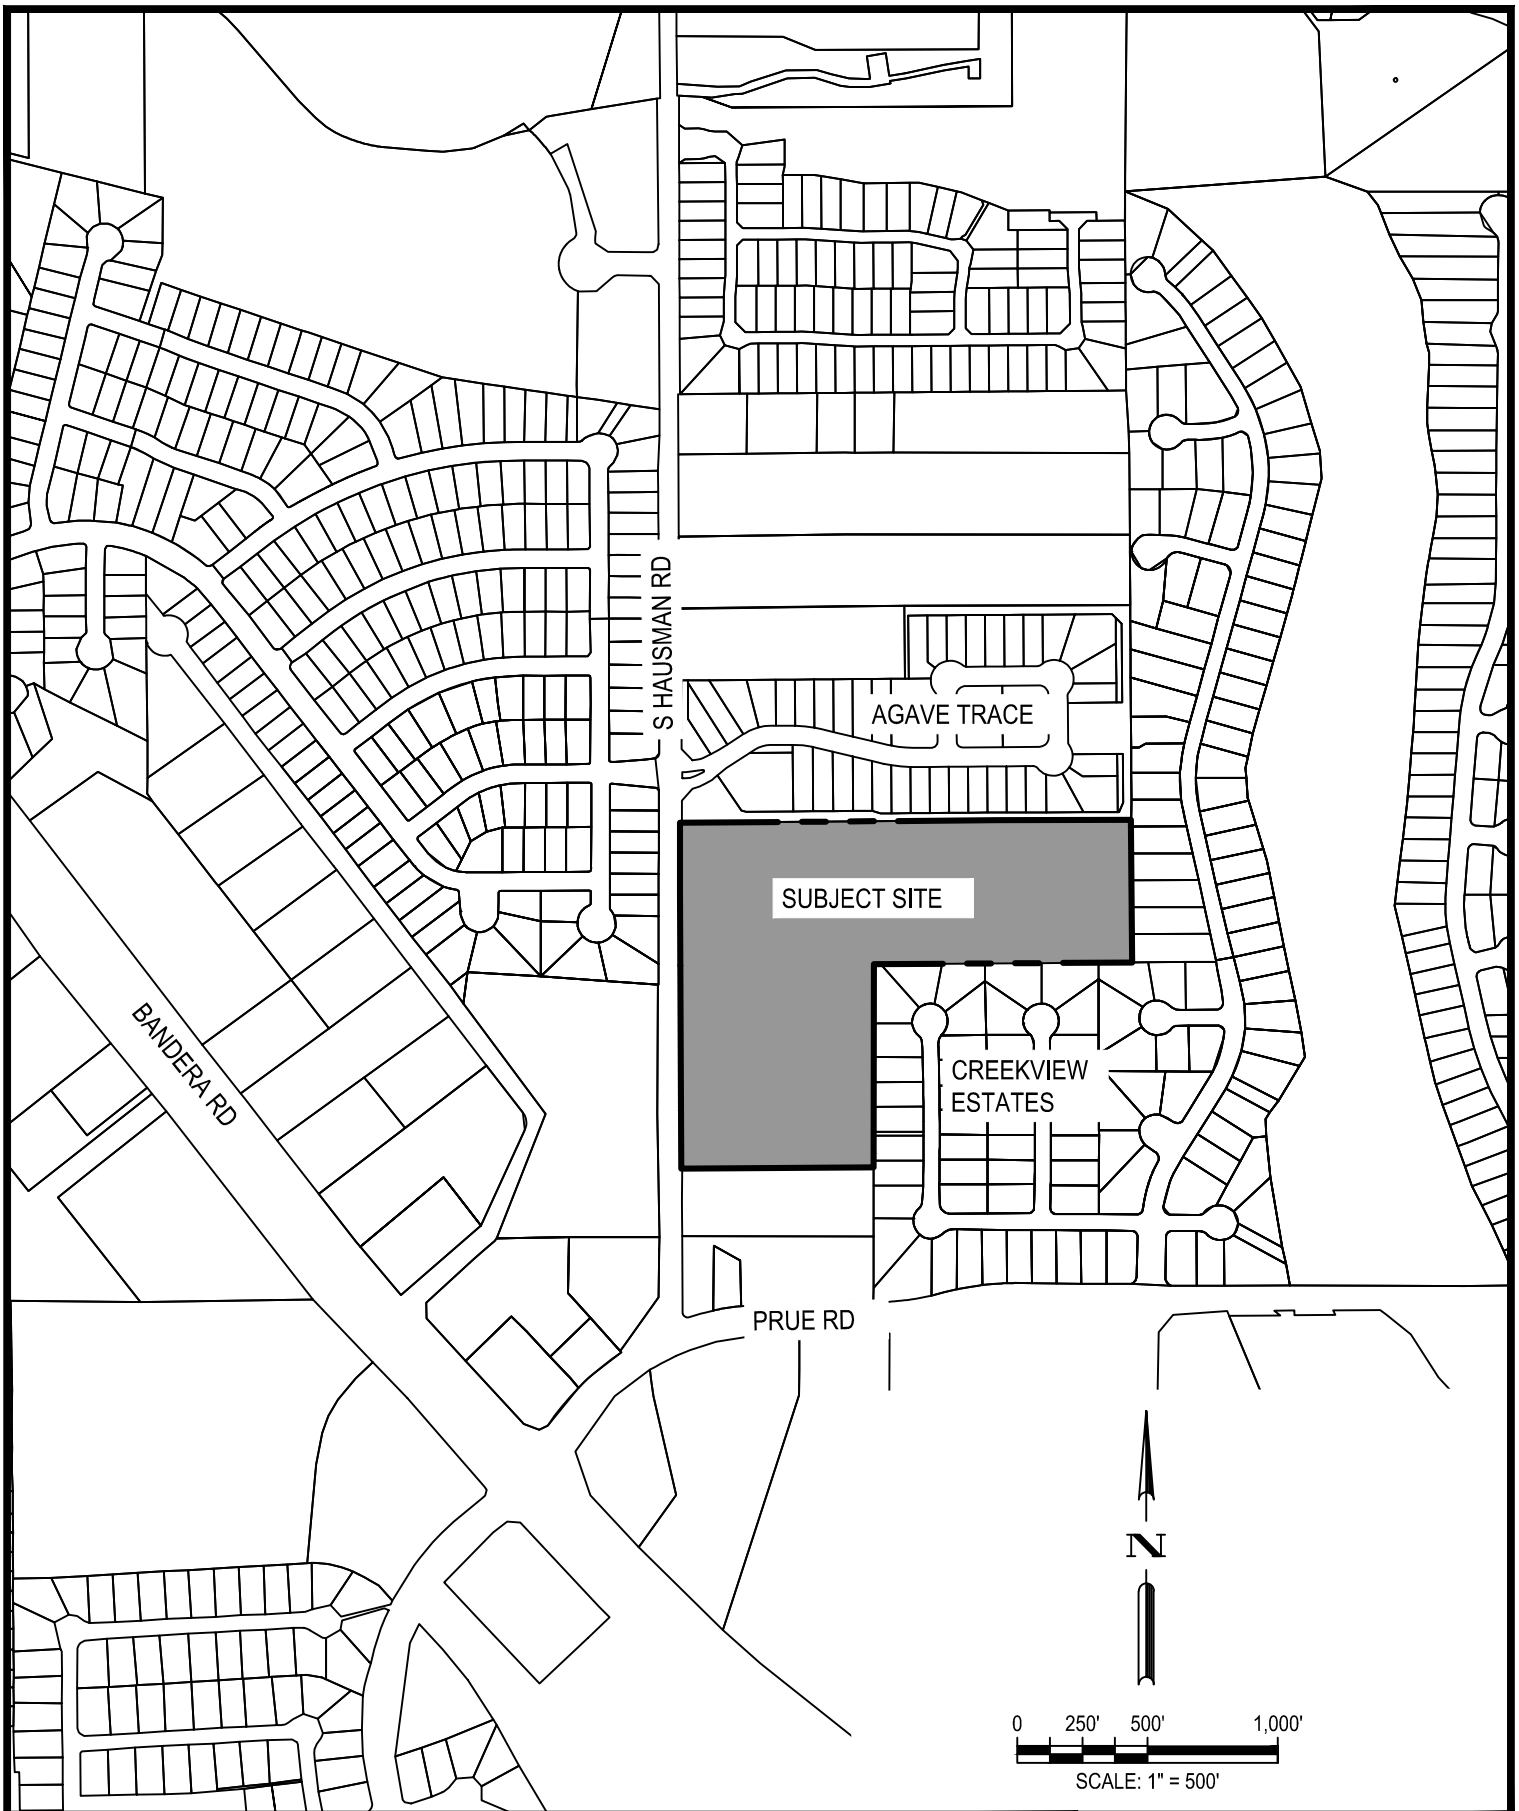 S HAUSMAN RD
AGAVE TRACE
SUBJECT SITE
BANDERA RD
CREEKVIEW
ESTATES
PRUE RD
N
0 250' 500' 1,000'
SCALE: 1" = 500'